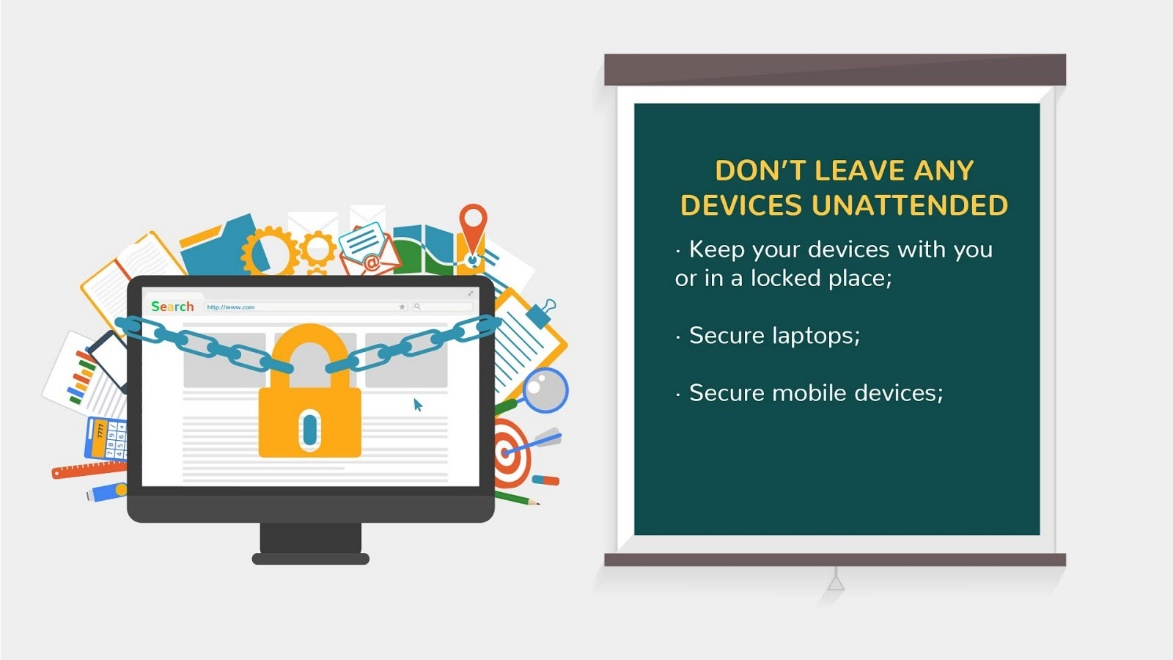 Search
http://www.com
@
7777
DON'T LEAVE ANY
DEVICES UNATTENDED
· Keep your devices with you
or in a locked place;
· Secure laptops;
· Secure mobile devices;